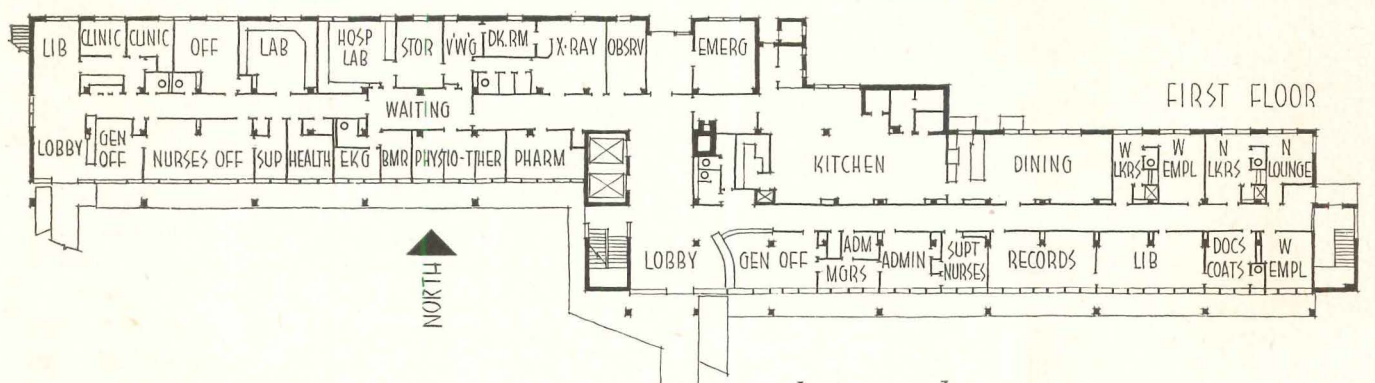 FIRST FLOOR
LIB
CLINIC
CLINIC
OFF
LAB
HOSP
LAB
STOR
V'W'G
DK.RM
X-RAY
OBSRV
EMERG
WAITING
LOBBY
GEN
OFF
NURSES OFF
SUP
HEALTH
EKG
BMR
PHYSIO-THER
PHARM
KITCHEN
DINING
W
LKRS
W
EMPL
N
LKRS
N
LOUNGE
LOBBY
GEN OFF
ADM
MGRS
ADMIN
SUPT
NURSES
RECORDS
LIB
DOCS
COATS
W
EMPL
NORTH